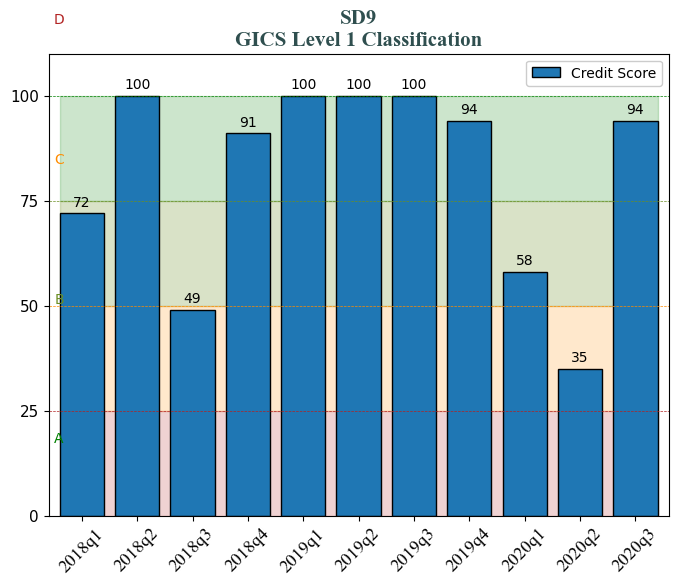 D
SD9
GICS Level 1 Classification
Credit Score
100
75
50
25
0
C
B
A
72
100
49
91
100
100
100
94
58
35
94
2018q1
2018q2
2018q3
2018q4
2019q1
2019q2
2019q3
2019q4
2020q1
2020q2
2020q3